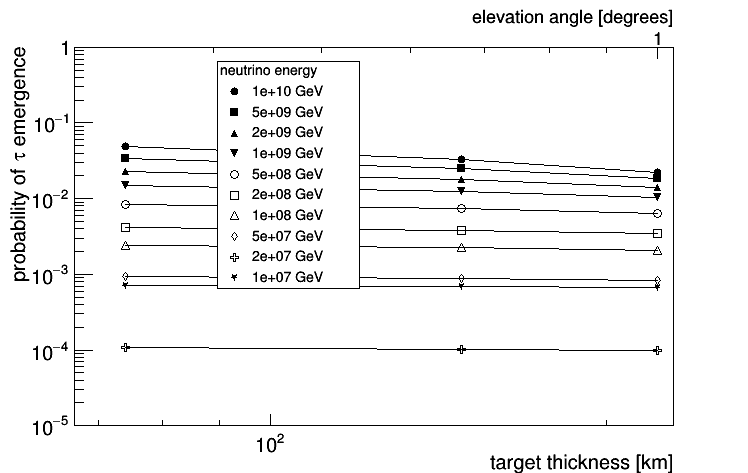 elevation angle [degrees]
1
1
10⁻¹
10⁻²
10⁻³
10⁻⁴
10⁻⁵
probability of τ emergence
neutrino energy
1e+10 GeV
5e+09 GeV
2e+09 GeV
1e+09 GeV
5e+08 GeV
2e+08 GeV
1e+08 GeV
5e+07 GeV
2e+07 GeV
1e+07 GeV
10²
target thickness [km]